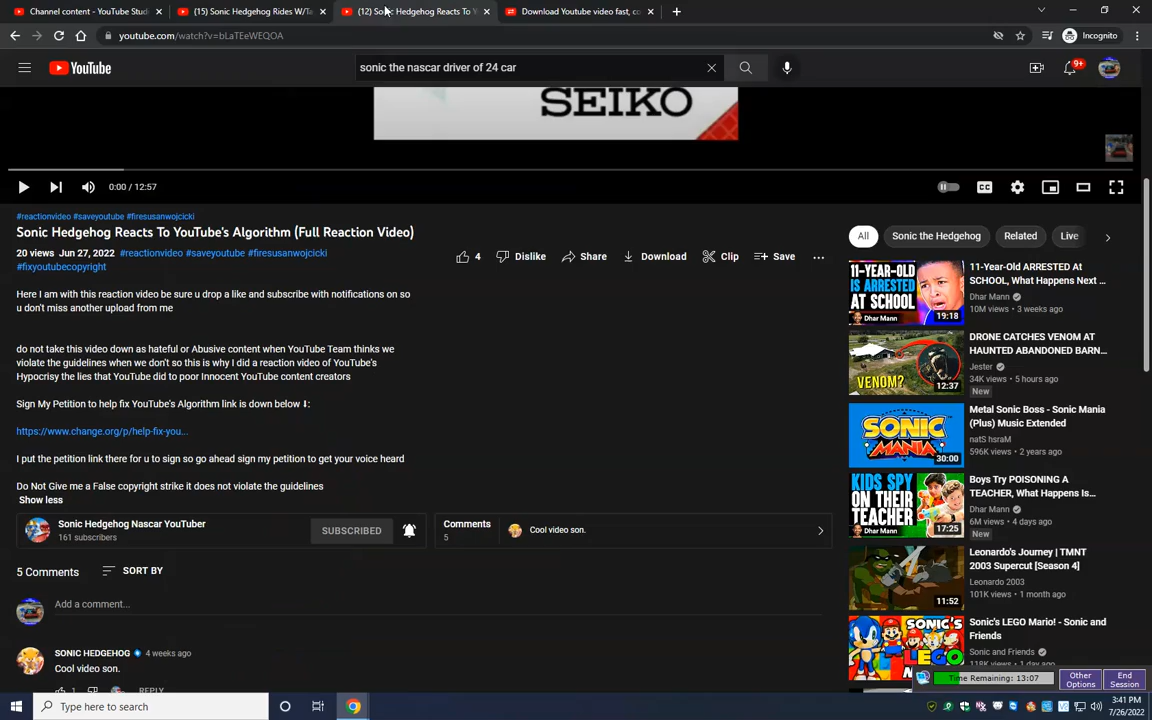 Channel content - YouTube Stud
(15) Sonic Hedgehog Rides W/Ta
(12) Sonic Hedgehog Reacts To Y
Download Youtube video fast, co
youtube.com/watch?v=bLaTEeWEQOA
Incognito
YouTube
sonic the nascar driver of 24 car
9+
SEIKO
0:00 / 12:57
CC
#reactionvideo #saveyoutube #firesusanwojcicki
Sonic Hedgehog Reacts To YouTube's Algorithm (Full Reaction Video)
20 views Jun 27, 2022 #reactionvideo #saveyoutube #firesusanwojcicki
#fixyoutubecopyright
4
Dislike
Share
Download
Clip
Save
Here I am with this reaction video be sure u drop a like and subscribe with notifications on so
u don't miss another upload from me
do not take this video down as hateful or Abusive content when YouTube Team thinks we
violate the guidelines when we don't so this is why I did a reaction video of YouTube's
Hypocrisy the lies that YouTube did to poor Innocent YouTube content creators
Sign My Petition to help fix YouTube's Algorithm link is down below ⬇:
https://www.change.org/p/help-fix-you...
I put the petition link there for u to sign so go ahead sign my petition to get your voice heard
Do Not Give me a False copyright strike it does not violate the guidelines
Show less
Sonic Hedgehog Nascar YouTuber
161 subscribers
SUBSCRIBED
Comments
5
Cool video son.
5 Comments
SORT BY
Add a comment...
SONIC HEDGEHOG 4 weeks ago
Cool video son.
1
REPLY
All
Sonic the Hedgehog
Related
Live
11-YEAR-OLD
IS ARRESTED
AT SCHOOL
19:18
11-YEAR-OLD ARRESTED At
SCHOOL, What Happens Next ...
Dhar Mann
10M views • 3 weeks ago
VENOM?
12:37
DRONE CATCHES VENOM AT
HAUNTED ABANDONED BARN...
Jester
34K views • 5 hours ago
New
SONIC
MANIA
30:00
Metal Sonic Boss - Sonic Mania
(Plus) Music Extended
natS hsraM
596K views • 2 years ago
KIDS SPY
ON THEIR
TEACHER
17:25
Boys Try POISONING A
TEACHER, What Happens Is...
Dhar Mann
6M views • 4 days ago
New
11:52
Leonardo's Journey | TMNT
2003 Supercut [Season 4]
Leonardo 2003
101K views • 1 month ago
SONIC'S
LEGO
Sonic's LEGO Mario! - Sonic and
Friends
Sonic and Friends
118K views • 1 day ago
Time Remaining: 13:07
Other
Options
End
Session
Type here to search
3:41 PM
7/26/2022